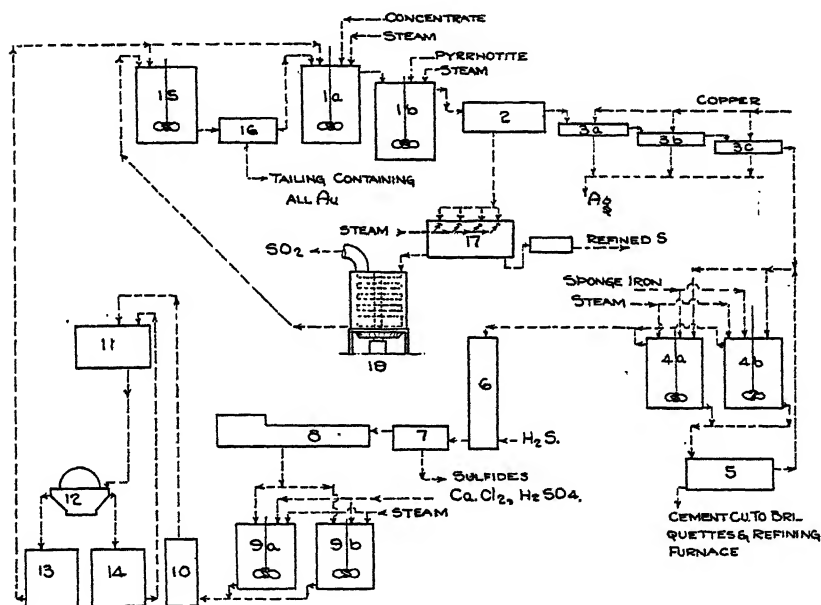 CONCENTRATE
STEAM
PYRRHOTITE
STEAM
15
1a
1b
16
2
COPPER
3a
3b
3c
TAILING CONTAINING
ALL Au
Ag
STEAM
17
REFINED S
SO2
SPONGE IRON
STEAM
11
18
6
4a
4b
8
7
H2S.
SULFIDES
5
12
CaCl2, H2SO4.
STEAM
CEMENT CU. TO BRI-
QUETTES & REFINING
FURNACE
9a
9b
13
14
10